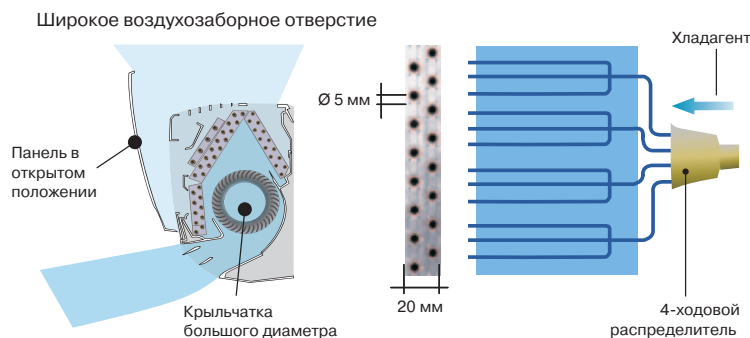 Широкое воздухозаборное отверстие
Хладагент
Ø 5 мм
Панель в
открытом
положении
20 мм
Крыльчатка
большого диаметра
4-ходовой
распределитель